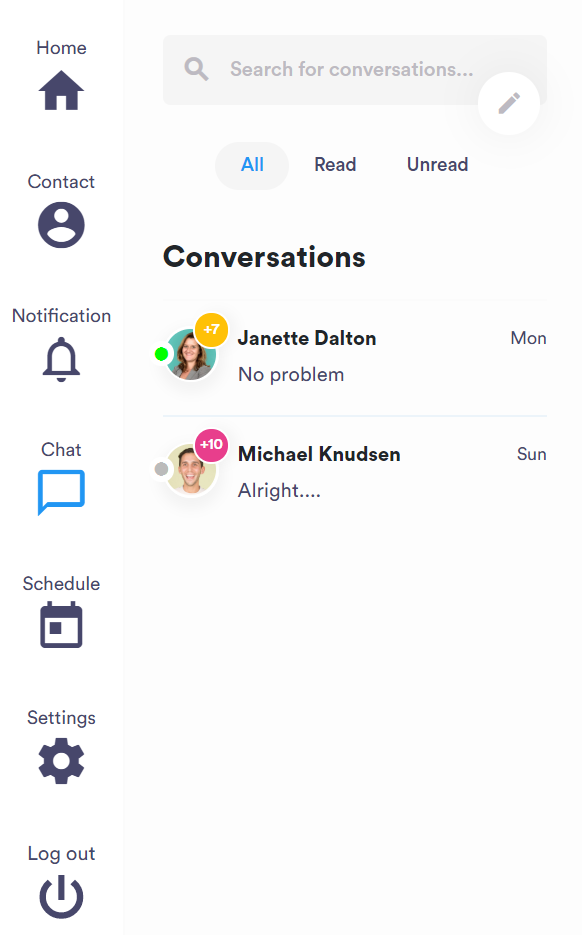 Home
Contact
Notification
Chat
Schedule
Settings
Log out
Search for conversations...
All Read Unread
Conversations
+7
Janette Dalton Mon
No problem
+10
Michael Knudsen Sun
Alright....